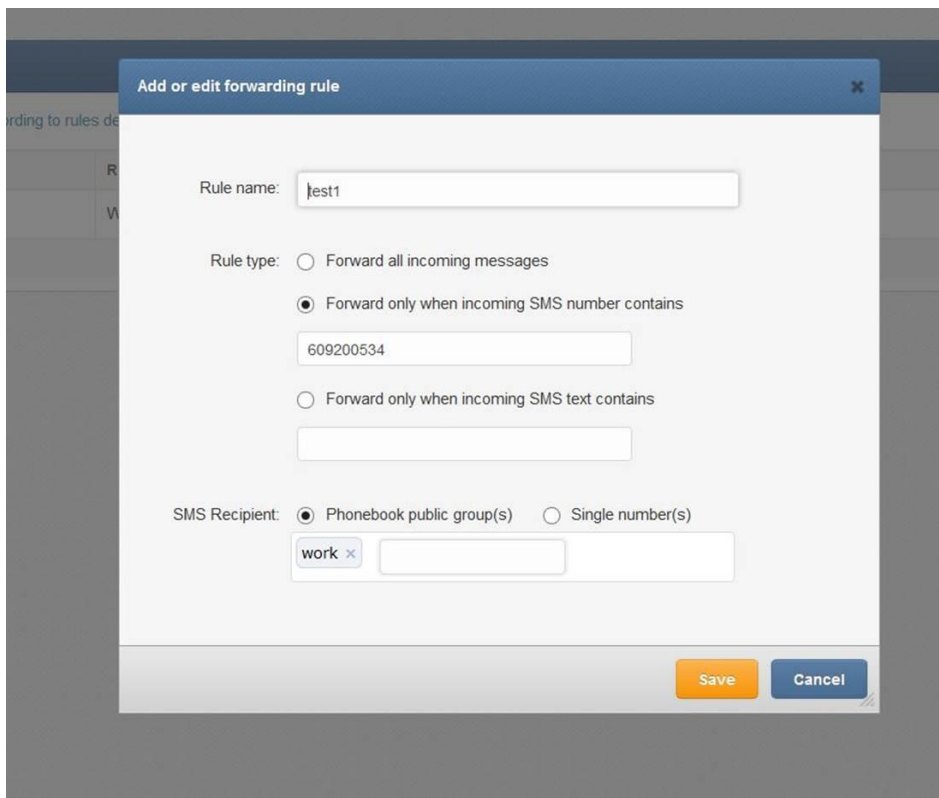 Add or edit forwarding rule
ording to rules de
R
W
Rule name: test1
Rule type: Forward all incoming messages
Forward only when incoming SMS number contains
609200534
Forward only when incoming SMS text contains
SMS Recipient: Phonebook public group(s) Single number(s)
work ×
Save Cancel